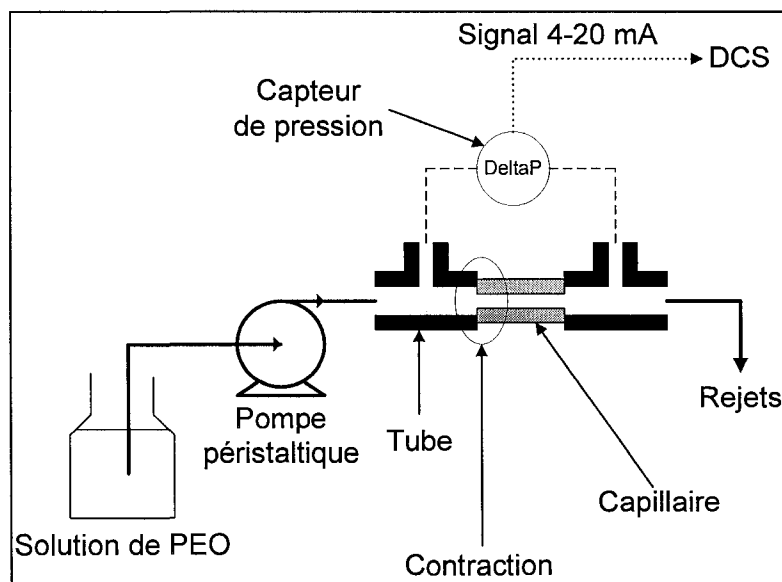 Signal 4-20 mA
DCS
Capteur
de pression
DeltaP
Rejets
Pompe
péristaltique
Tube
Capillaire
Solution de PEO
Contraction